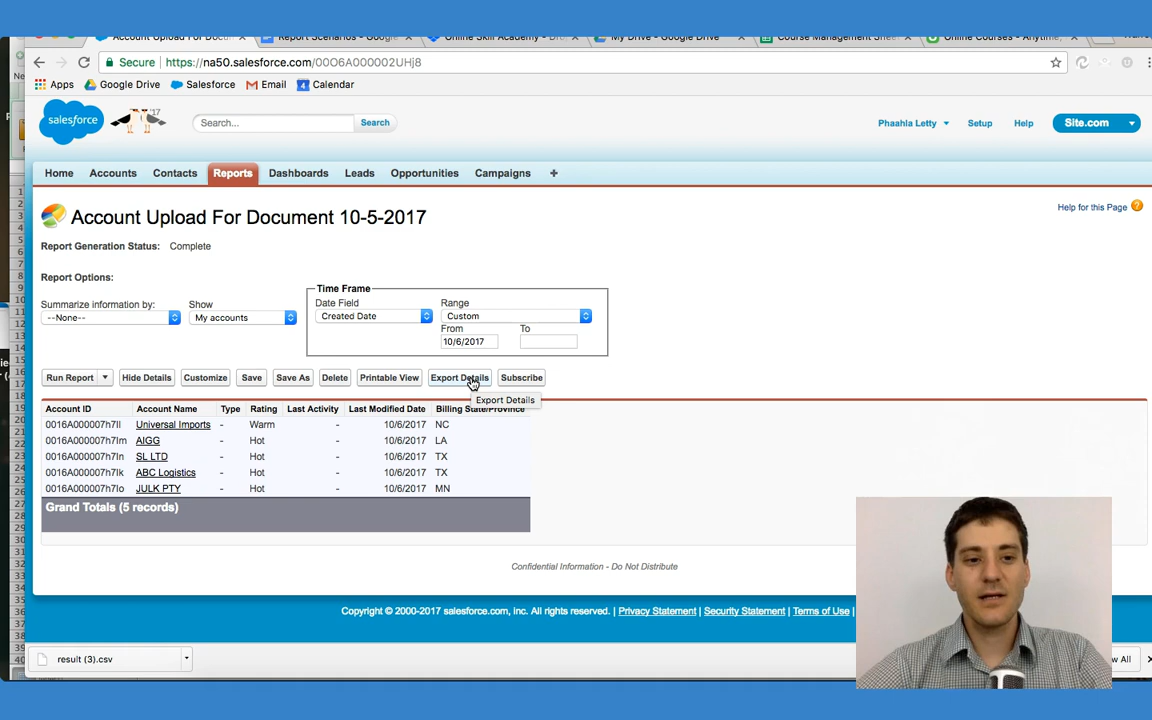 Account Upload For Docu
Report Scenarios - Google
Online Skill Academy - D
My Drive - Google Drive
Course Management Sheet
Online Courses - Anytime,
Secure | https://na50.salesforce.com/00O6A000002UHj8
Apps Google Drive Salesforce Email Calendar
salesforce
'17
Search...
Search
Phaahla Letty Setup Help Site.com
Home Accounts Contacts Reports Dashboards Leads Opportunities Campaigns +
Account Upload For Document 10-5-2017
Help for this Page ?
Report Generation Status: Complete
Report Options:
Time Frame
Summarize information by: Show Date Field Range
--None-- My accounts Created Date Custom
From To
10/6/2017
Run Report Hide Details Customize Save Save As Delete Printable View Export Details Subscribe
Export Details
Account ID Account Name Type Rating Last Activity Last Modified Date Billing State/Province
0016A000007h7Il Universal Imports - Warm - 10/6/2017 NC
0016A000007h7Im AIGG - Hot - 10/6/2017 LA
0016A000007h7In SL LTD - Hot - 10/6/2017 TX
0016A000007h7Ik ABC Logistics - Hot - 10/6/2017 TX
0016A000007h7Io JULK PTY - Hot - 10/6/2017 MN
Grand Totals (5 records)
Confidential Information - Do Not Distribute
Copyright © 2000-2017 salesforce.com, inc. All rights reserved. | Privacy Statement | Security Statement | Terms of Use |
result (3).csv
w All